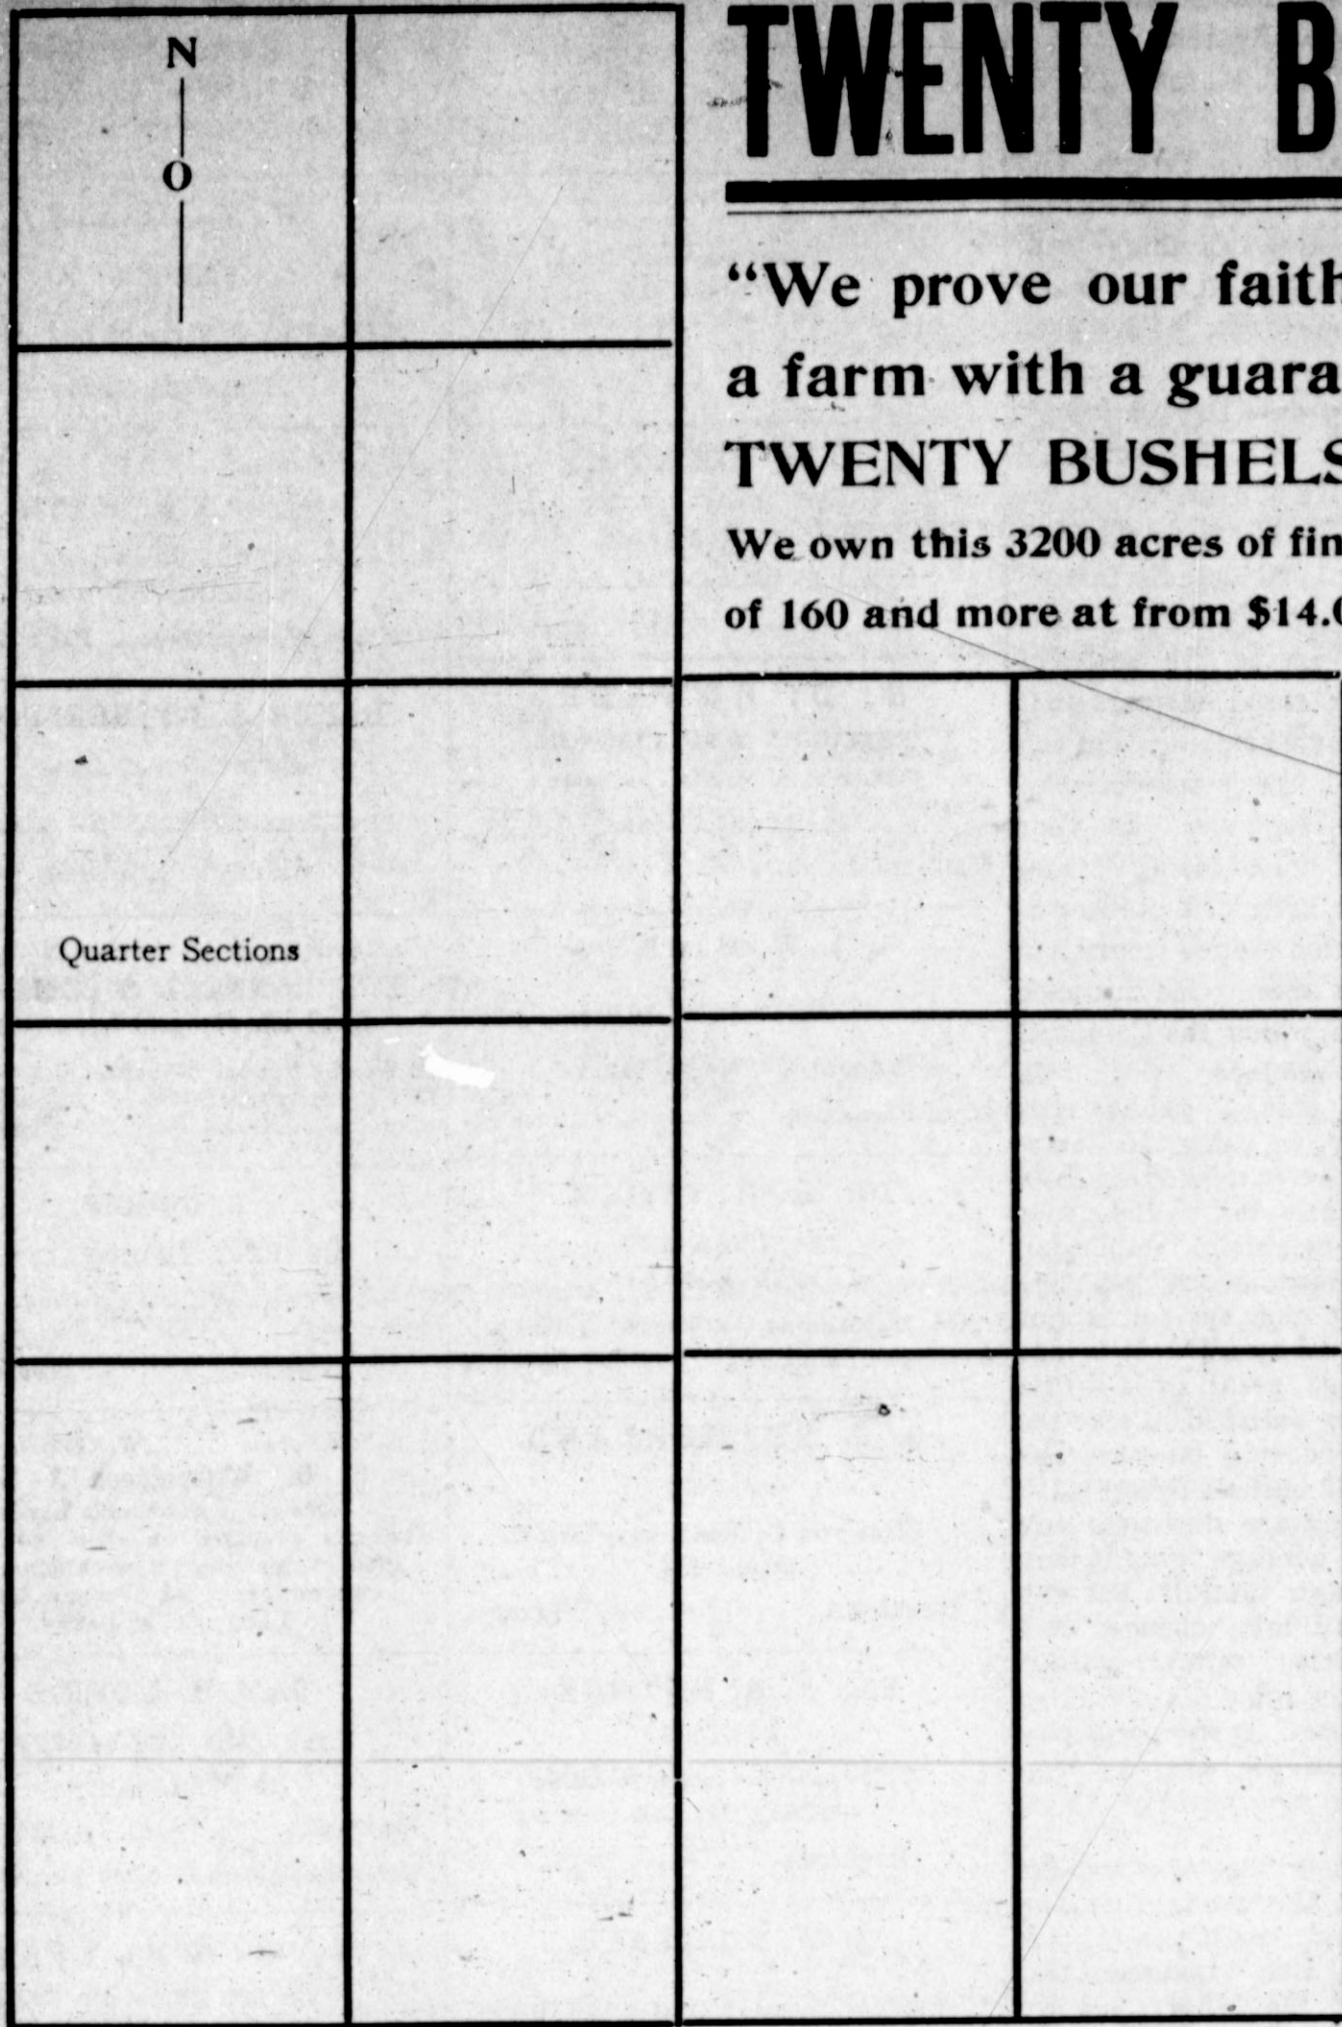 N
O
TWENTY B
“We prove our faith
a farm with a guara
TWENTY BUSHELS
We own this 3200 acres of fin
of 160 and more at from $14.0
Quarter Sections